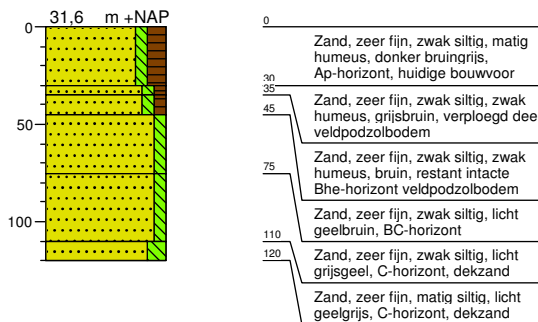 31,6 m +NAP
0
50
100
0
Zand, zeer fijn, zwak siltig, matig
humeus, donker bruingrijs,
Ap-horizont, huidige bouwvoor
30
35
Zand, zeer fijn, zwak siltig, zwak
humeus, grijsbruin, verploegd dee
veldpodzolbodem
45
Zand, zeer fijn, zwak siltig, zwak
humeus, bruin, restant intacte
Bhe-horizont veldpodzolbodem
75
Zand, zeer fijn, zwak siltig, licht
geelbruin, BC-horizont
110
Zand, zeer fijn, zwak siltig, licht
grijsgeel, C-horizont, dekzand
120
Zand, zeer fijn, matig siltig, licht
geelgrijs, C-horizont, dekzand